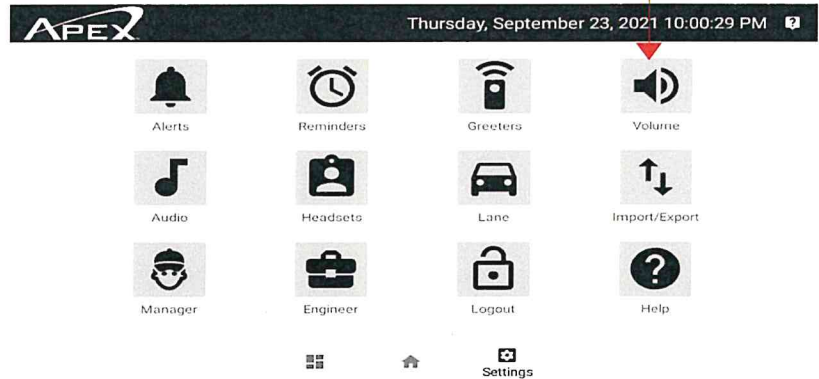 APEX
Thursday, September 23, 2021 10:00:29 PM
Alerts Reminders Greeters Volume
Audio Headsets Lane Import/Export
Manager Engineer Logout Help
Settings